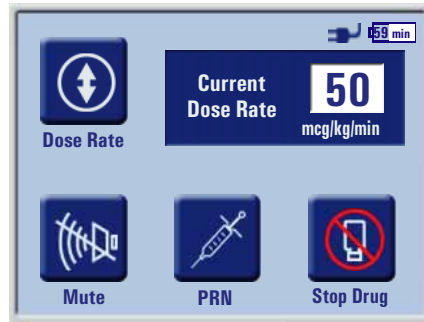 59 min
Current
Dose Rate
50
mcg/kg/min
Dose Rate
Mute
PRN
Stop Drug